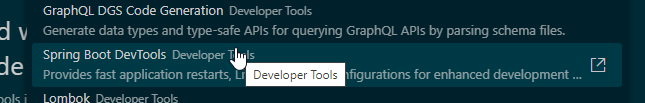 GraphQL DGS Code Generation Developer Tools
Generate data types and type-safe APIs for querying GraphQL APIs by parsing schema files.
Spring Boot DevTools Developer Tools
Provides fast application restarts, Li configurations for enhanced development ...
Developer Tools
Lombok Developer Tools